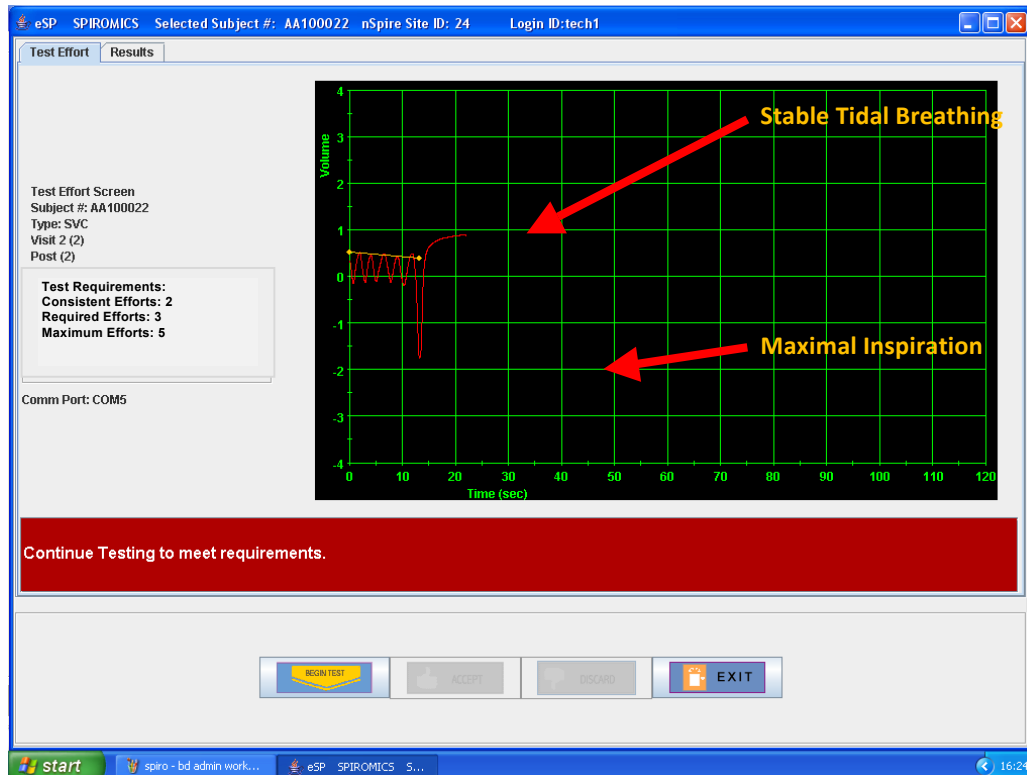 eSP SPIROMICS Selected Subject #: AA100022 nSpire Site ID: 24 Login ID:tech1
Test Effort Results
Test Effort Screen
Subject #: AA100022
Type: SVC
Visit 2 (2)
Post (2)
Test Requirements:
Consistent Efforts: 2
Required Efforts: 3
Maximum Efforts: 5
Comm Port: COM5
Stable Tidal Breathing
Maximal Inspiration
Volume
4
3
2
1
0
-1
-2
-3
-4
0 10 20 30 40 50 60 70 80 90 100 110 120
Time (sec)
Continue Testing to meet requirements.
BEGIN TEST ACCEPT DISCARD EXIT
start spiro - bd admin work... eSP SPIROMICS S... 16:24